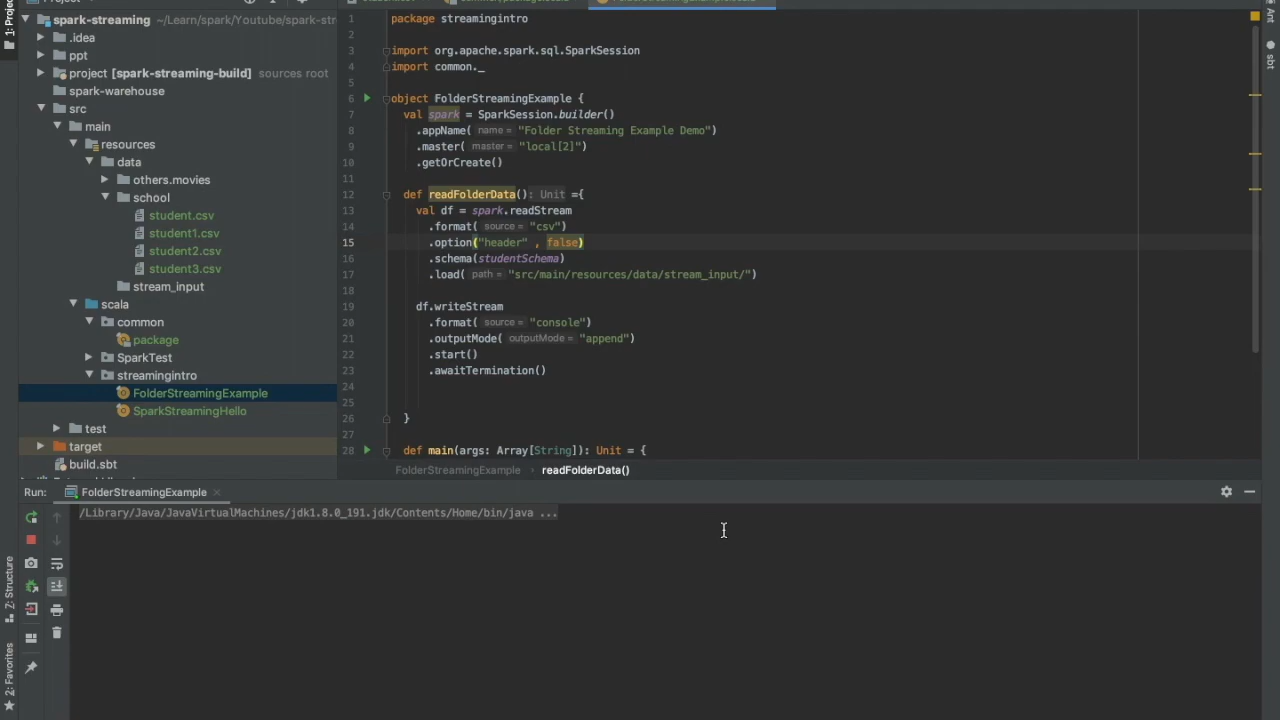 Project
1: Project
spark-streaming ~/Learn/spark/Youtube/spark-str
.idea
ppt
project [spark-streaming-build] sources root
spark-warehouse
src
main
resources
data
others.movies
school
student.csv
student1.csv
student2.csv
student3.csv
stream_input
scala
common
package
SparkTest
streamingintro
FolderStreamingExample
SparkStreamingHello
test
target
build.sbt
1 package streamingintro
2
3 import org.apache.spark.sql.SparkSession
4 import common._
5
6 object FolderStreamingExample {
7 val spark = SparkSession.builder()
8 .appName( name = "Folder Streaming Example Demo")
9 .master( master = "local[2]")
10 .getOrCreate()
11
12 def readFolderData(): Unit ={
13 val df = spark.readStream
14 .format( source = "csv")
15 .option("header" , false)
16 .schema(studentSchema)
17 .load( path = "src/main/resources/data/stream_input/")
18
19 df.writeStream
20 .format( source = "console")
21 .outputMode( outputMode = "append")
22 .start()
23 .awaitTermination()
24
25
26 }
27
28 def main(args: Array[String]): Unit = {
FolderStreamingExample › readFolderData()
Ant
sbt
Run: FolderStreamingExample ×
/Library/Java/JavaVirtualMachines/jdk1.8.0_191.jdk/Contents/Home/bin/java ...
Z: Structure
2: Favorites